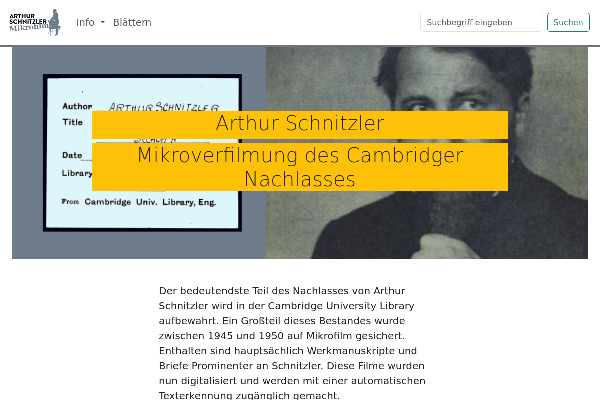 ARTHUR
SCHNITZLER
Mikrofilme
Info
Blättern
Suchbegriff eingeben
Suchen
Author ARTHUR SCHNITZLER
Title
Arthur Schnitzler
Mikroverfilmung des Cambridger
Nachlasses
Date
Library
From Cambridge Univ. Library, Eng.
Der bedeutendste Teil des Nachlasses von Arthur
Schnitzler wird in der Cambridge University Library
aufbewahrt. Ein Großteil dieses Bestandes wurde
zwischen 1945 und 1950 auf Mikrofilm gesichert.
Enthalten sind hauptsächlich Werkmanuskripte und
Briefe Prominenter an Schnitzler. Diese Filme wurden
nun digitalisiert und werden mit einer automatischen
Texterkennung zugänglich gemacht.